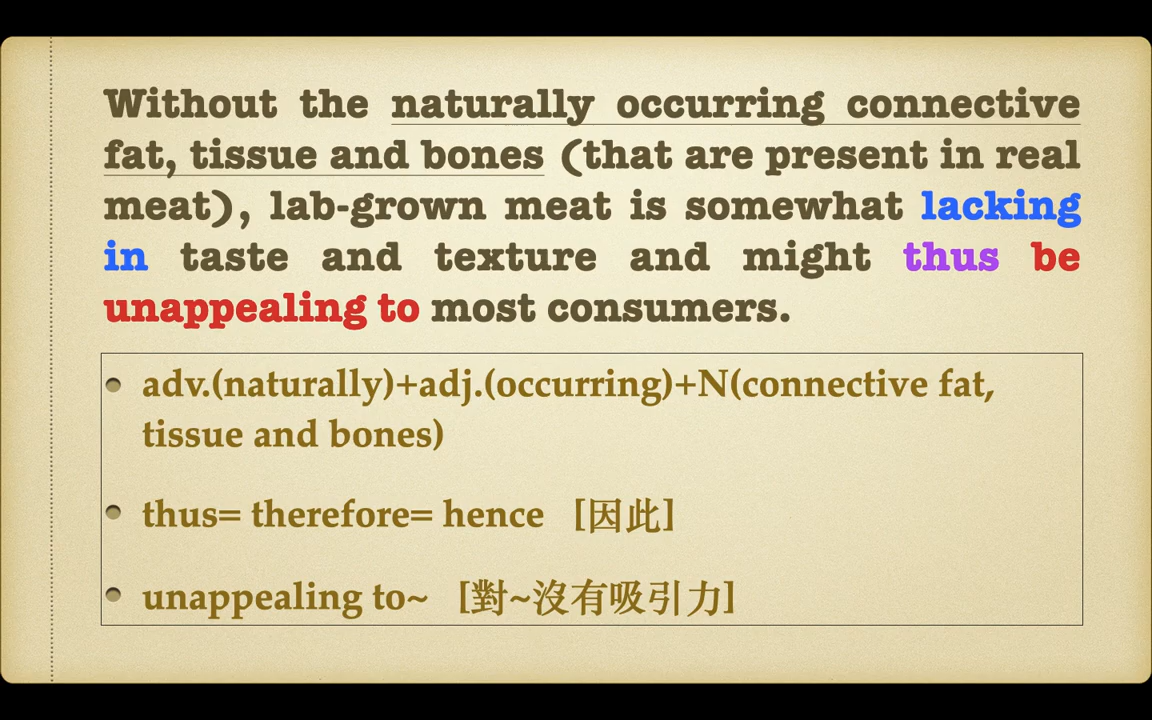 Without the naturally occurring connective
fat, tissue and bones (that are present in real
meat), lab-grown meat is somewhat lacking
in taste and texture and might thus be
unappealing to most consumers.
• adv.(naturally)+adj.(occurring)+N(connective fat,
tissue and bones)
• thus= therefore= hence [因此]
• unappealing to~ [對~沒有吸引力]